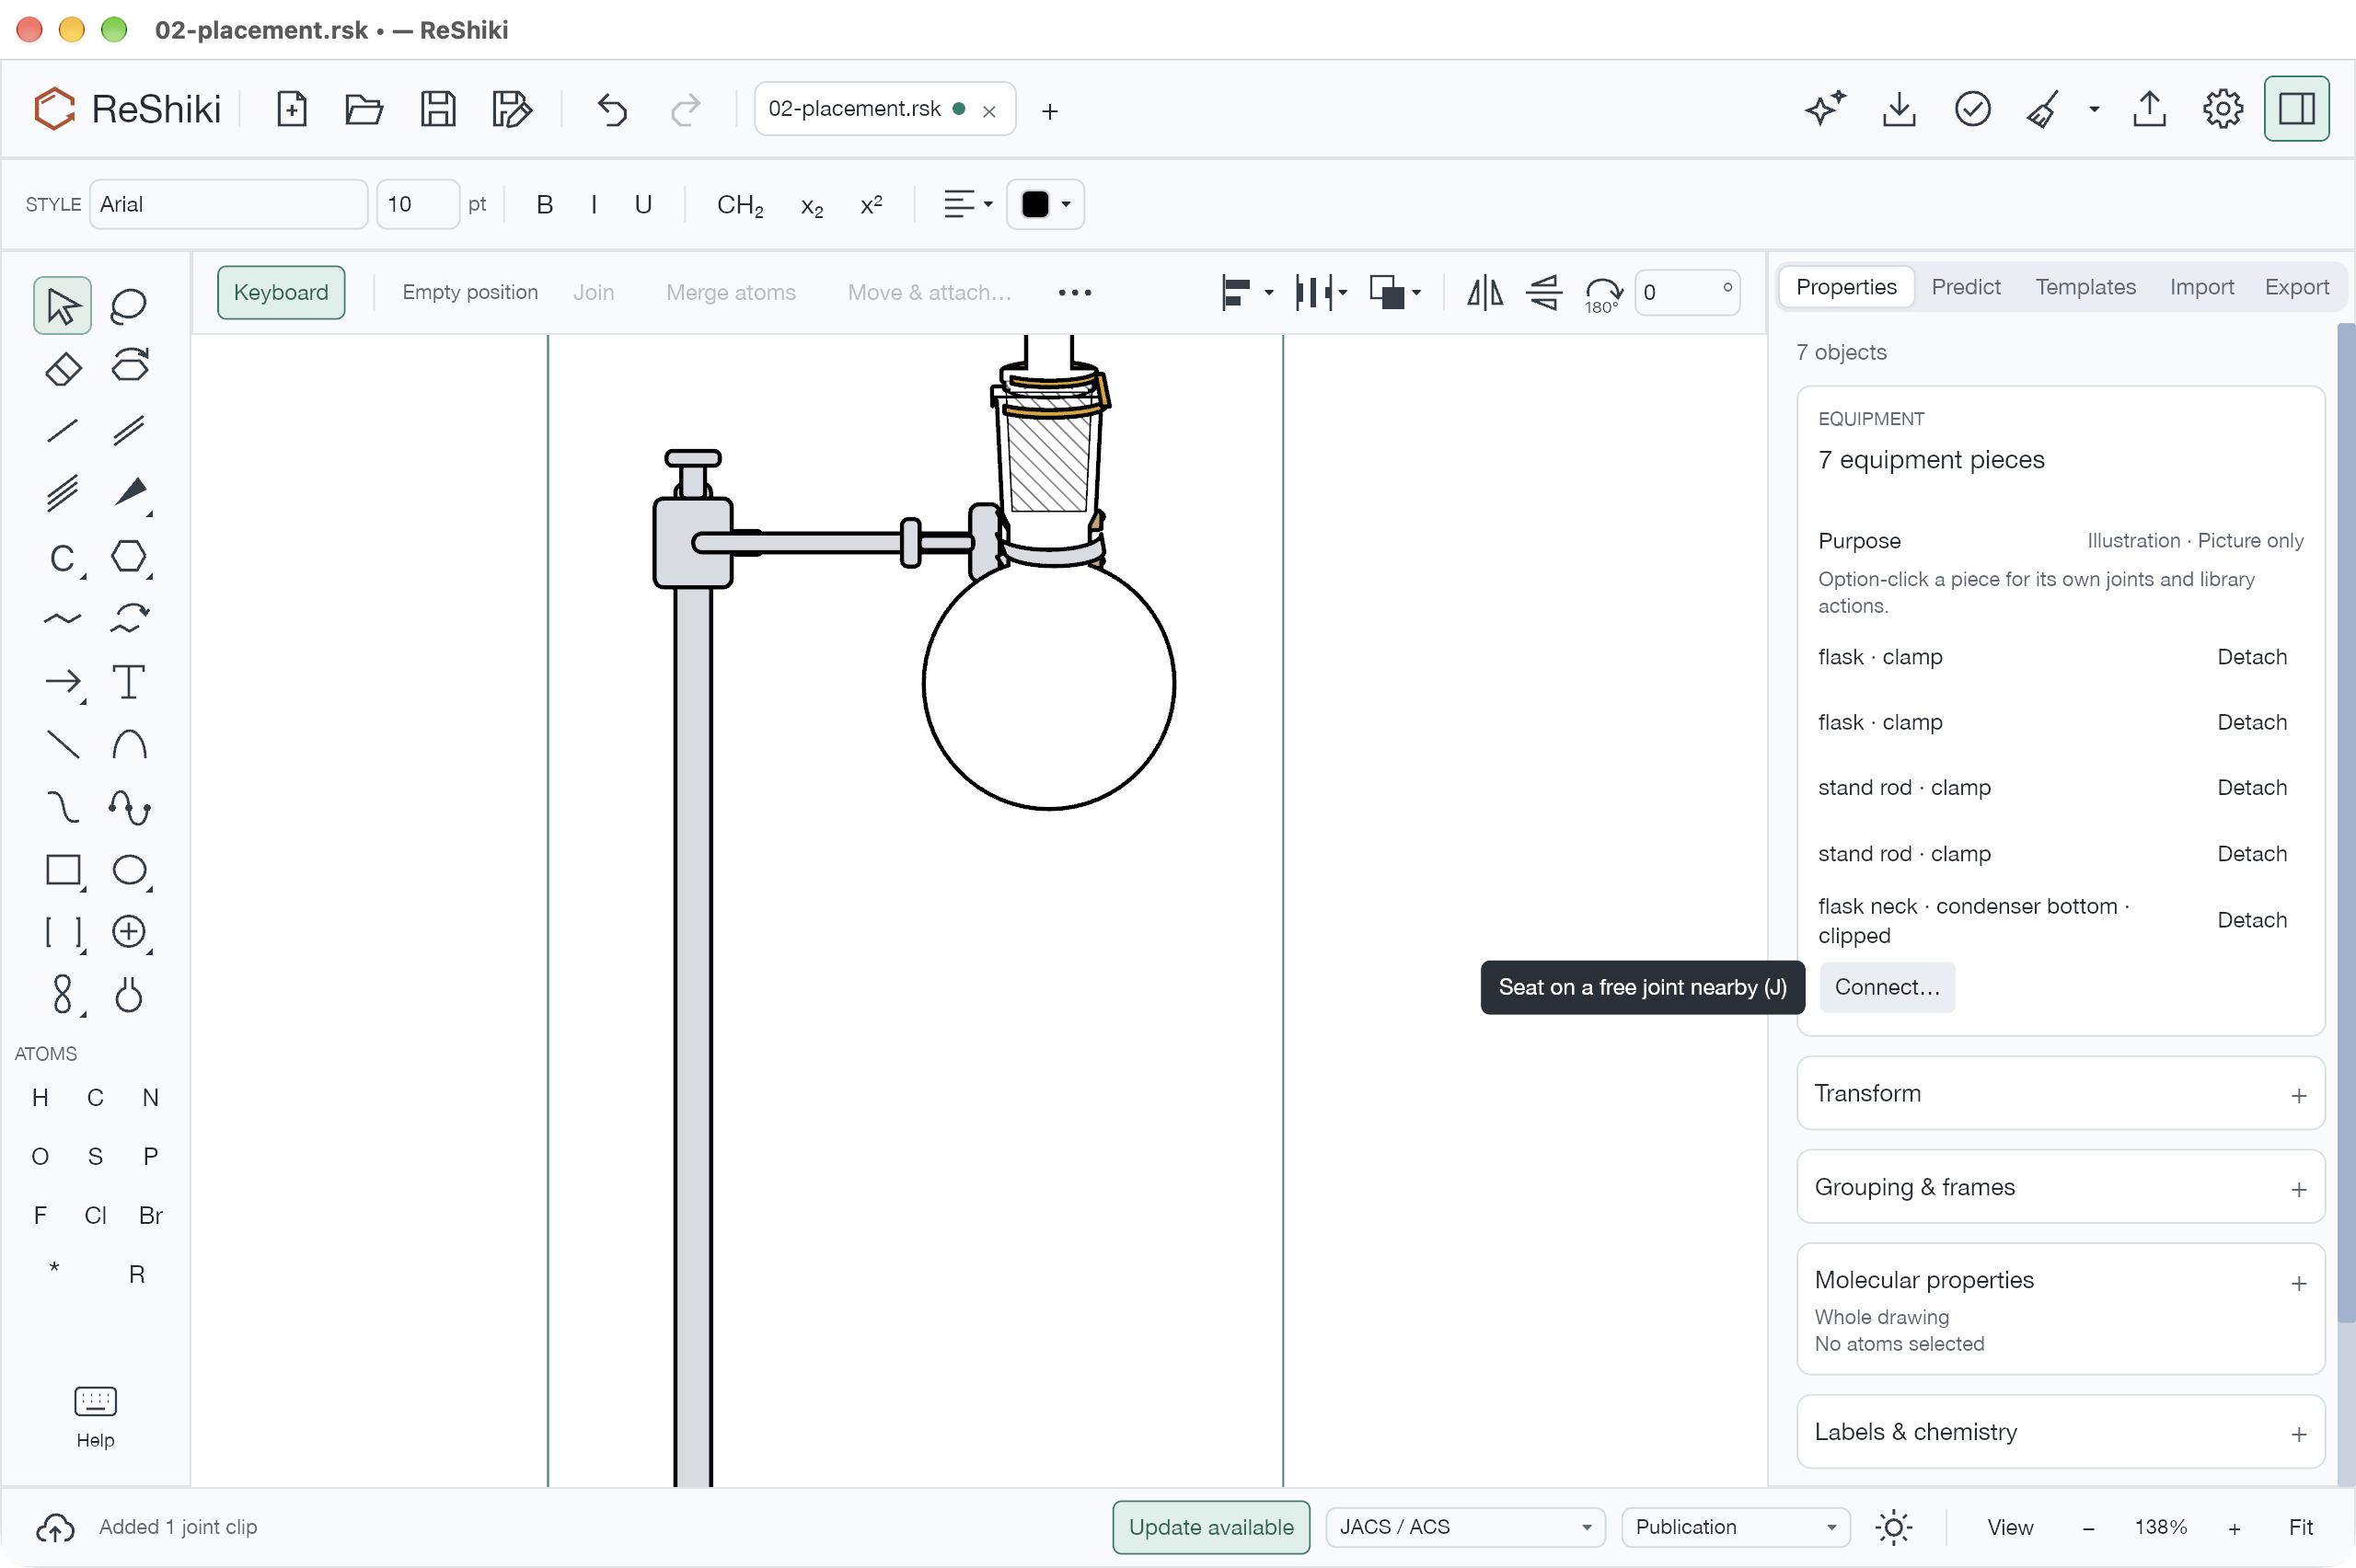 02-placement.rsk • — ReShiki
ReShiki
02-placement.rsk
STYLE Arial 10 pt B I U CH₂ x₂ x²
Keyboard Empty position Join Merge atoms Move & attach… 180° 0 °
Properties Predict Templates Import Export
7 objects
EQUIPMENT
7 equipment pieces
Purpose Illustration · Picture only
Option-click a piece for its own joints and library
actions.
flask · clamp Detach
flask · clamp Detach
stand rod · clamp Detach
stand rod · clamp Detach
flask neck · condenser bottom ·
clipped Detach
Seat on a free joint nearby (J)
Connect…
Transform +
Grouping & frames +
Molecular properties +
Whole drawing
No atoms selected
Labels & chemistry +
C
T
ATOMS
H C N
O S P
F Cl Br
* R
Help
Added 1 joint clip
Update available
JACS / ACS
Publication
View – 138% + Fit